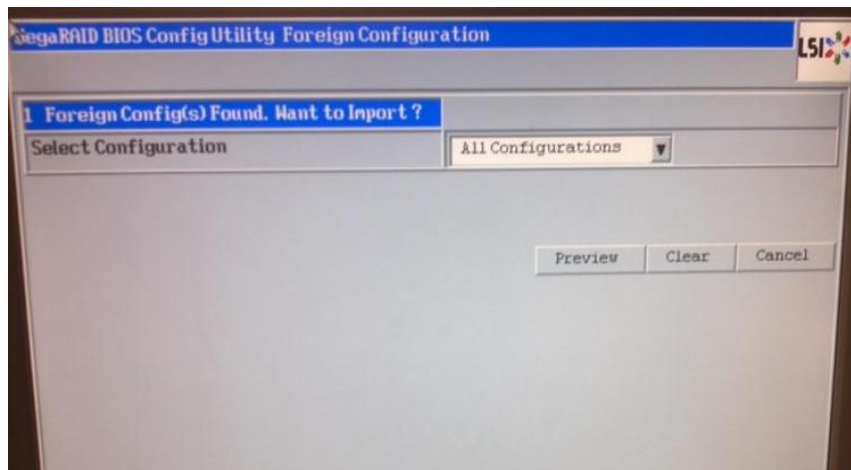 MegaRAID BIOS Config Utility Foreign Configuration
LSI
1 Foreign Config(s) Found. Want to Import ?
Select Configuration
All Configurations
Preview
Clear
Cancel